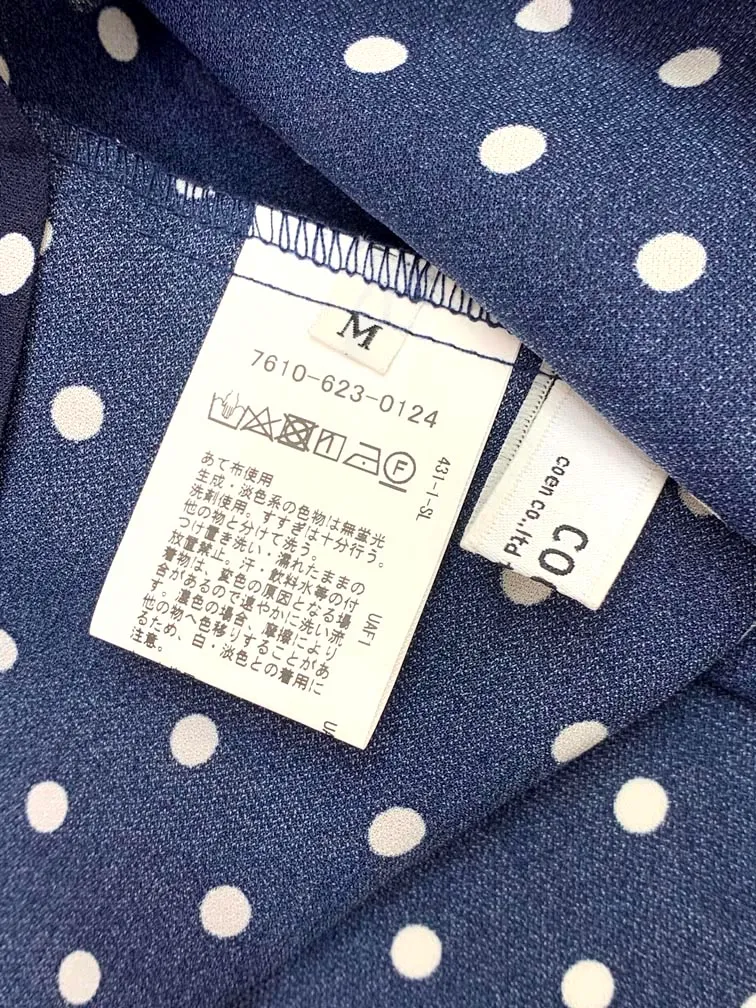 M
7610-623-0124
F
431-I-SL
あて布使用
生成・淡色系の色物は無蛍光
洗剤使用。すすぎは十分行う。
他の物と分けて洗う。
つけ置き洗い・濡れたままの
放置禁止。汗・飲料水等の付
着物は、変色の原因となる場
合があるので速やかに洗い流
す。濃色の場合、摩擦により
他の物へ色移りすることがあ
るため、白・淡色との着用に
注意。
UAF1
coen co.,ltd